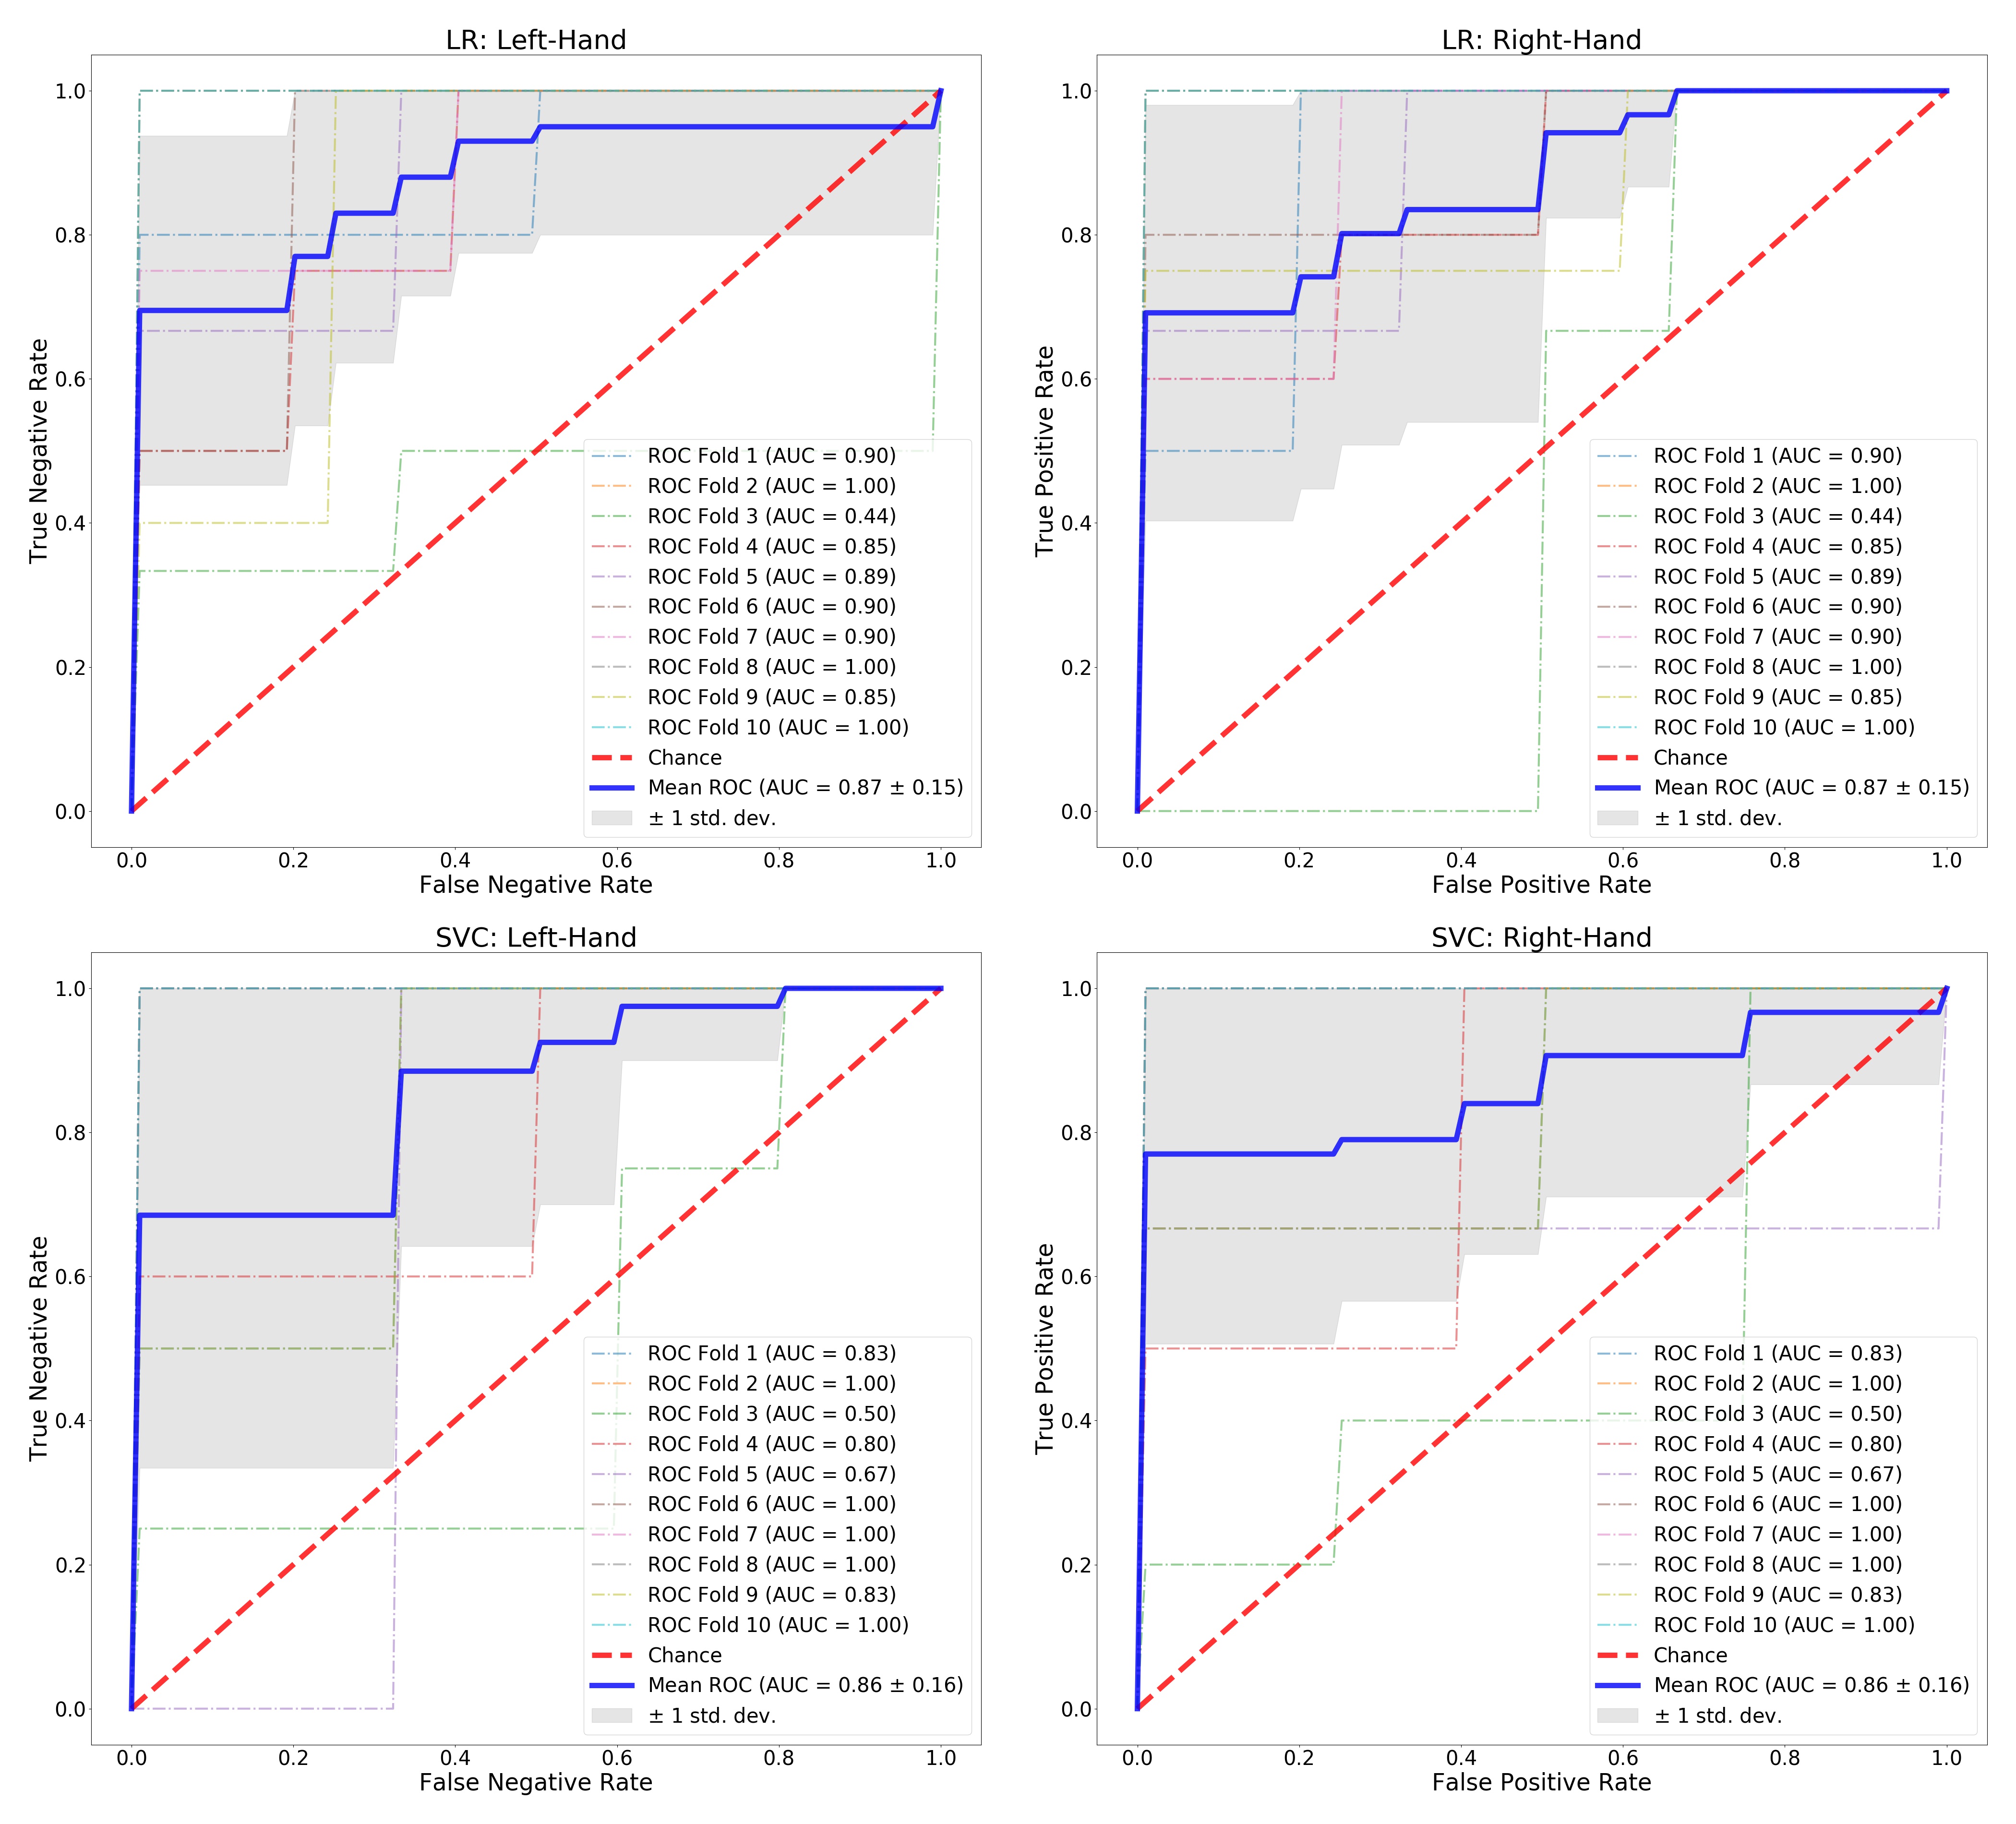 LR: Left-Hand
1.0
0.8
0.6
0.4
0.2
0.0
True Negative Rate
0.0 0.2 0.4 0.6 0.8 1.0
False Negative Rate
ROC Fold 1 (AUC = 0.90)
ROC Fold 2 (AUC = 1.00)
ROC Fold 3 (AUC = 0.44)
ROC Fold 4 (AUC = 0.85)
ROC Fold 5 (AUC = 0.89)
ROC Fold 6 (AUC = 0.90)
ROC Fold 7 (AUC = 0.90)
ROC Fold 8 (AUC = 1.00)
ROC Fold 9 (AUC = 0.85)
ROC Fold 10 (AUC = 1.00)
Chance
Mean ROC (AUC = 0.87 ± 0.15)
± 1 std. dev.
LR: Right-Hand
1.0
0.8
0.6
0.4
0.2
0.0
True Positive Rate
0.0 0.2 0.4 0.6 0.8 1.0
False Positive Rate
ROC Fold 1 (AUC = 0.90)
ROC Fold 2 (AUC = 1.00)
ROC Fold 3 (AUC = 0.44)
ROC Fold 4 (AUC = 0.85)
ROC Fold 5 (AUC = 0.89)
ROC Fold 6 (AUC = 0.90)
ROC Fold 7 (AUC = 0.90)
ROC Fold 8 (AUC = 1.00)
ROC Fold 9 (AUC = 0.85)
ROC Fold 10 (AUC = 1.00)
Chance
Mean ROC (AUC = 0.87 ± 0.15)
± 1 std. dev.
SVC: Left-Hand
1.0
0.8
0.6
0.4
0.2
0.0
True Negative Rate
0.0 0.2 0.4 0.6 0.8 1.0
False Negative Rate
ROC Fold 1 (AUC = 0.83)
ROC Fold 2 (AUC = 1.00)
ROC Fold 3 (AUC = 0.50)
ROC Fold 4 (AUC = 0.80)
ROC Fold 5 (AUC = 0.67)
ROC Fold 6 (AUC = 1.00)
ROC Fold 7 (AUC = 1.00)
ROC Fold 8 (AUC = 1.00)
ROC Fold 9 (AUC = 0.83)
ROC Fold 10 (AUC = 1.00)
Chance
Mean ROC (AUC = 0.86 ± 0.16)
± 1 std. dev.
SVC: Right-Hand
1.0
0.8
0.6
0.4
0.2
0.0
True Positive Rate
0.0 0.2 0.4 0.6 0.8 1.0
False Positive Rate
ROC Fold 1 (AUC = 0.83)
ROC Fold 2 (AUC = 1.00)
ROC Fold 3 (AUC = 0.50)
ROC Fold 4 (AUC = 0.80)
ROC Fold 5 (AUC = 0.67)
ROC Fold 6 (AUC = 1.00)
ROC Fold 7 (AUC = 1.00)
ROC Fold 8 (AUC = 1.00)
ROC Fold 9 (AUC = 0.83)
ROC Fold 10 (AUC = 1.00)
Chance
Mean ROC (AUC = 0.86 ± 0.16)
± 1 std. dev.